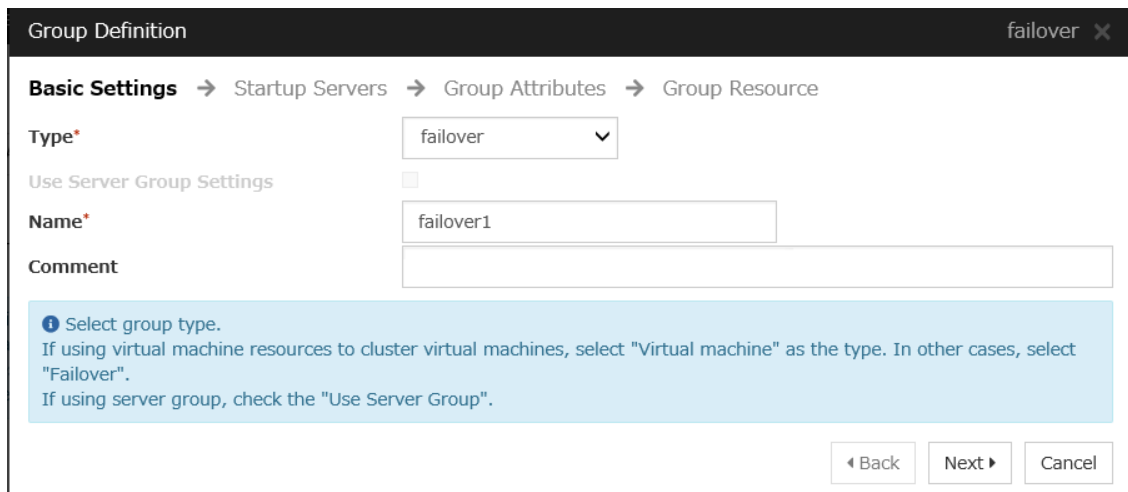 Group Definition failover ×
Basic Settings → Startup Servers → Group Attributes → Group Resource
Type* failover
Use Server Group Settings
Name* failover1
Comment
Select group type.
If using virtual machine resources to cluster virtual machines, select "Virtual machine" as the type. In other cases, select
"Failover".
If using server group, check the "Use Server Group".
Back Next Cancel